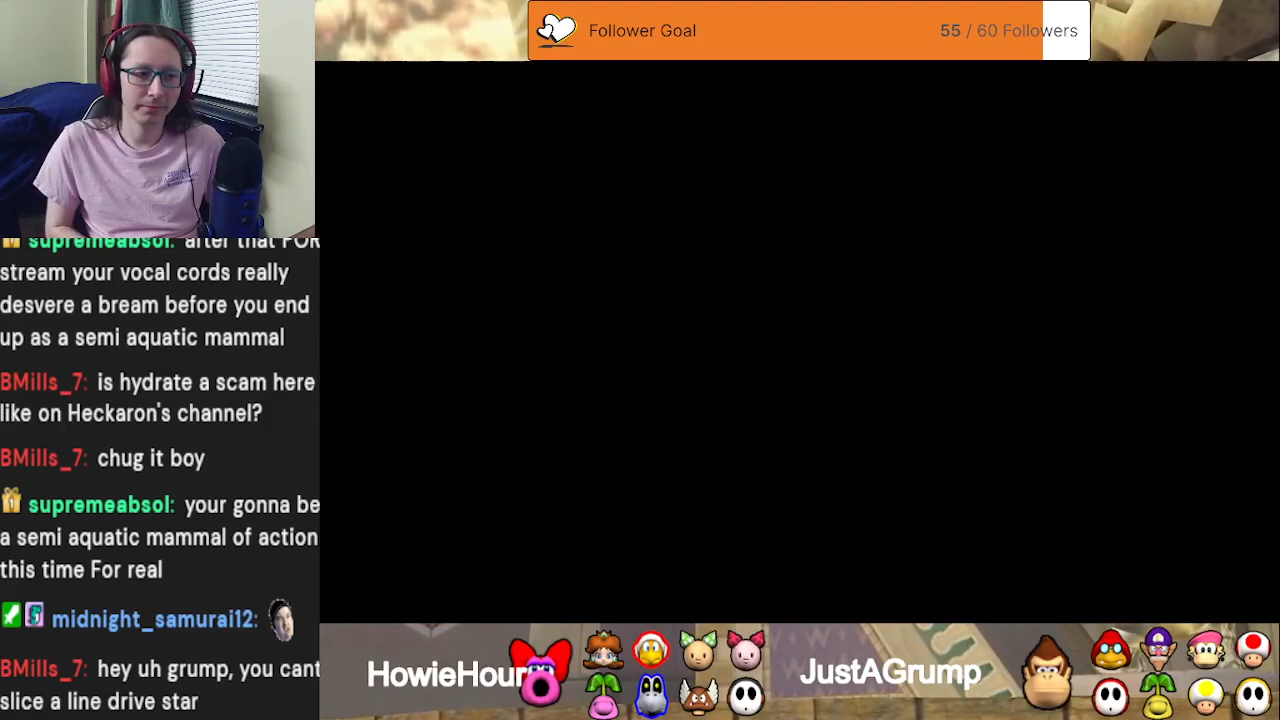 Follower Goal 55 / 60 Followers
supremeabsol: after that FOR
stream your vocal cords really
desvere a bream before you end
up as a semi aquatic mammal
BMills_7: is hydrate a scam here
like on Heckaron's channel?
BMills_7: chug it boy
supremeabsol: your gonna be
a semi aquatic mammal of action
this time For real
midnight_samurai12:
BMills_7: hey uh grump, you cant
slice a line drive star
HowieHour JustAGrump